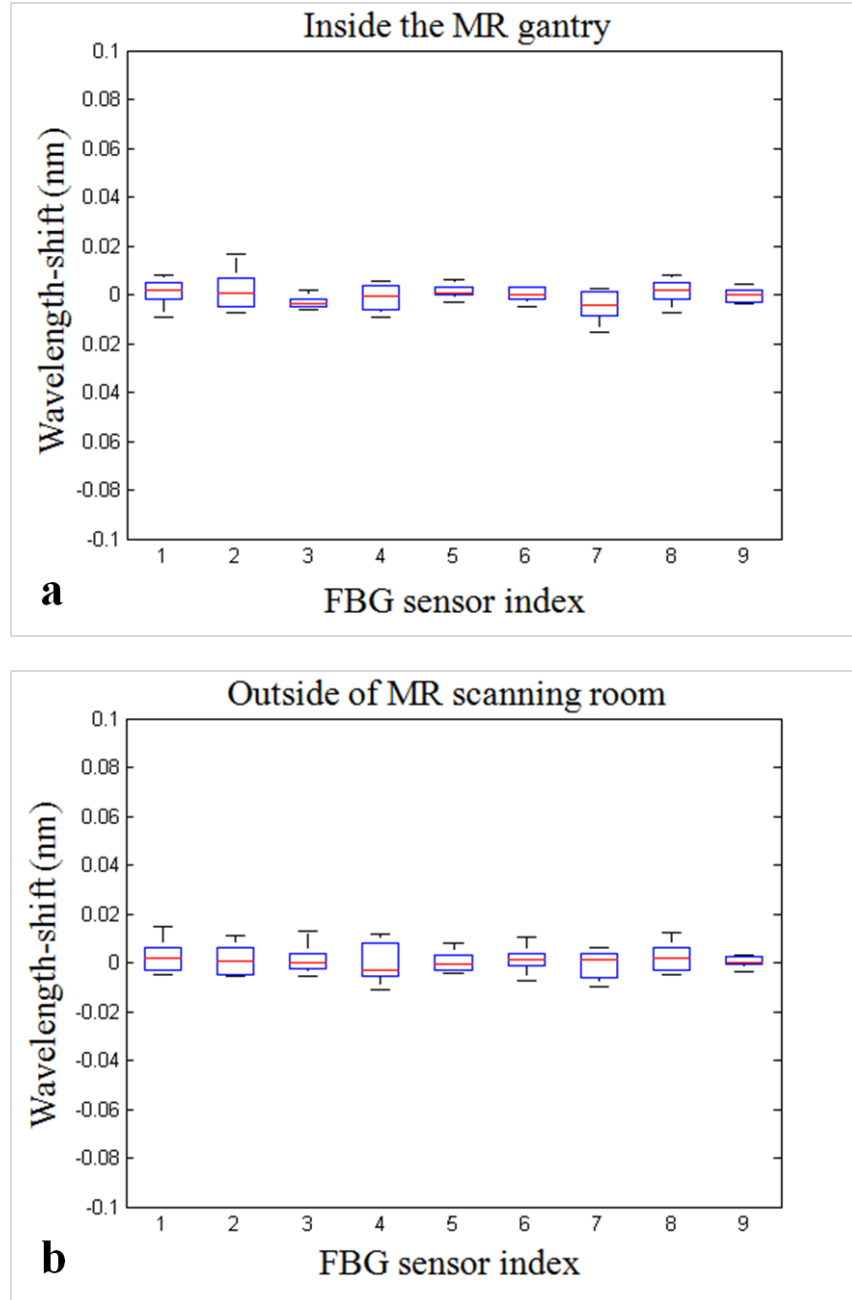 Inside the MR gantry
0.1
0.08
0.06
0.04
0.02
0
0.02
0.04
-0.06
-0.08
-0.1
Wavelength-shift (nm)
1 2 3 4 5 6 7 8 9
FBG sensor index
a
Outside of MR scanning room
0.1
0.08
0.06
0.04
0.02
0
-0.02
-0.04
-0.06
-0.08
-0.1
Wavelength-shift (nm)
1 2 3 4 5 6 7 8 9
FBG sensor index
b